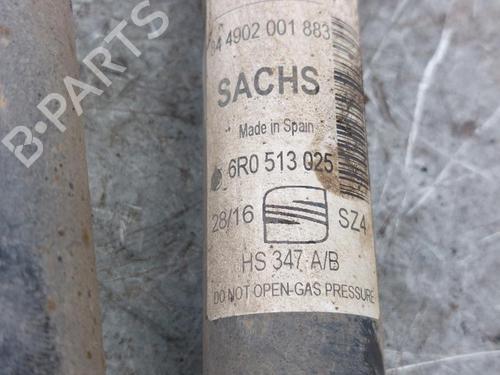 B-PARTS
4902 001 883
SACHS
Made in Spain
6R0 513 025
28/16 SZ4
HS 347 A/B
DO NOT OPEN-GAS PRESSURE